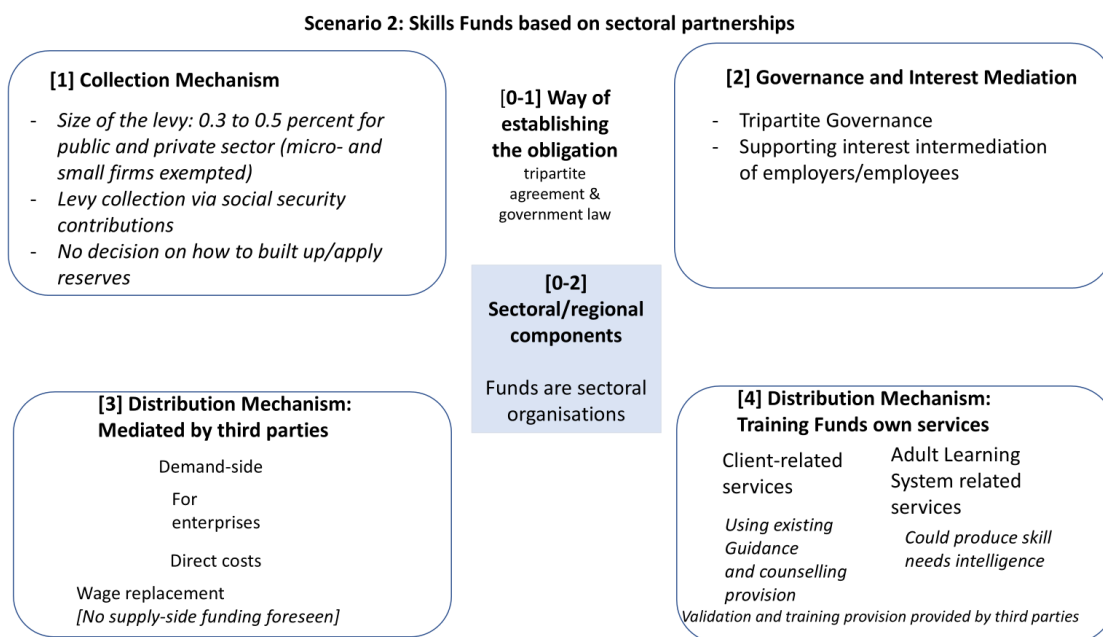 Scenario 2: Skills Funds based on sectoral partnerships
[1] Collection Mechanism
- Size of the levy: 0.3 to 0.5 percent for
public and private sector (micro- and
small firms exempted)
- Levy collection via social security
contributions
- No decision on how to built up/apply
reserves
[0-1] Way of
establishing
the obligation
tripartite
agreement &
government law
[2] Governance and Interest Mediation
- Tripartite Governance
- Supporting interest intermediation
of employers/employees
[0-2]
Sectoral/regional
components
Funds are sectoral
organisations
[3] Distribution Mechanism:
Mediated by third parties
Demand-side
For
enterprises
Direct costs
Wage replacement
[No supply-side funding foreseen]
[4] Distribution Mechanism:
Training Funds own services
Client-related
services
Using existing
Guidance
and counselling
provision
Adult Learning
System related
services
Could produce skill
needs intelligence
Validation and training provision provided by third parties